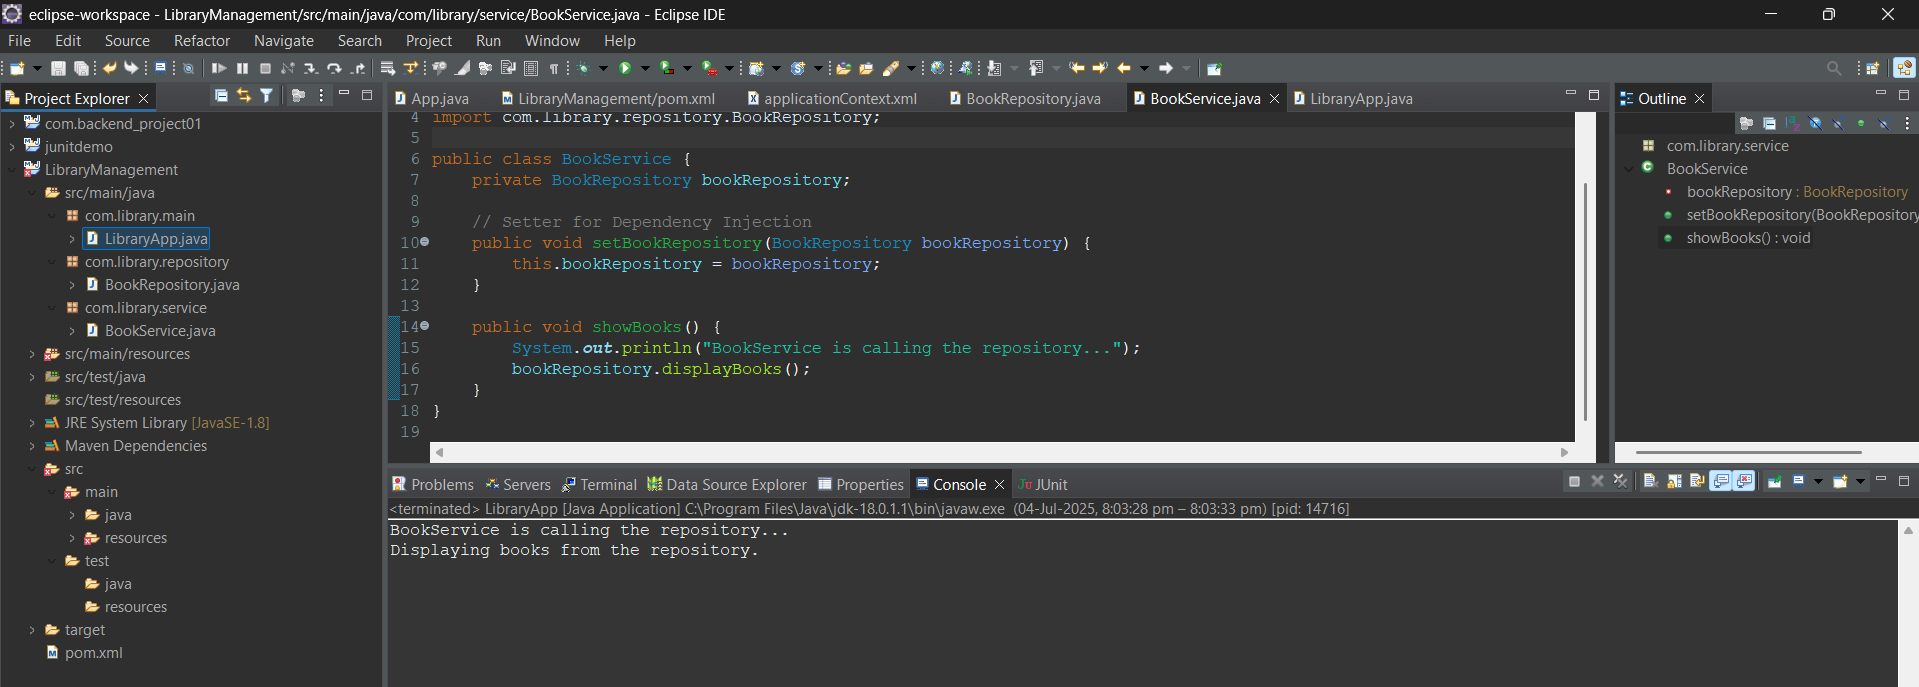 eclipse-workspace - LibraryManagement/src/main/java/com/library/service/BookService.java - Eclipse IDE
File Edit Source Refactor Navigate Search Project Run Window Help
Project Explorer
com.backend_project01
junitdemo
LibraryManagement
src/main/java
com.library.main
LibraryApp.java
com.library.repository
BookRepository.java
com.library.service
BookService.java
src/main/resources
src/test/java
src/test/resources
JRE System Library [JavaSE-1.8]
Maven Dependencies
src
main
java
resources
test
java
resources
target
pom.xml
App.java LibraryManagement/pom.xml applicationContext.xml BookRepository.java BookService.java LibraryApp.java
4 import com.library.repository.BookRepository;
5
6 public class BookService {
7 private BookRepository bookRepository;
8
9 // Setter for Dependency Injection
10 public void setBookRepository(BookRepository bookRepository) {
11 this.bookRepository = bookRepository;
12 }
13
14 public void showBooks() {
15 System.out.println("BookService is calling the repository...");
16 bookRepository.displayBooks();
17 }
18 }
19
Outline
com.library.service
BookService
bookRepository : BookRepository
setBookRepository(BookRepository
showBooks() : void
Problems Servers Terminal Data Source Explorer Properties Console JUnit
<terminated> LibraryApp [Java Application] C:\Program Files\Java\jdk-18.0.1.1\bin\javaw.exe (04-Jul-2025, 8:03:28 pm – 8:03:33 pm) [pid: 14716]
BookService is calling the repository...
Displaying books from the repository.